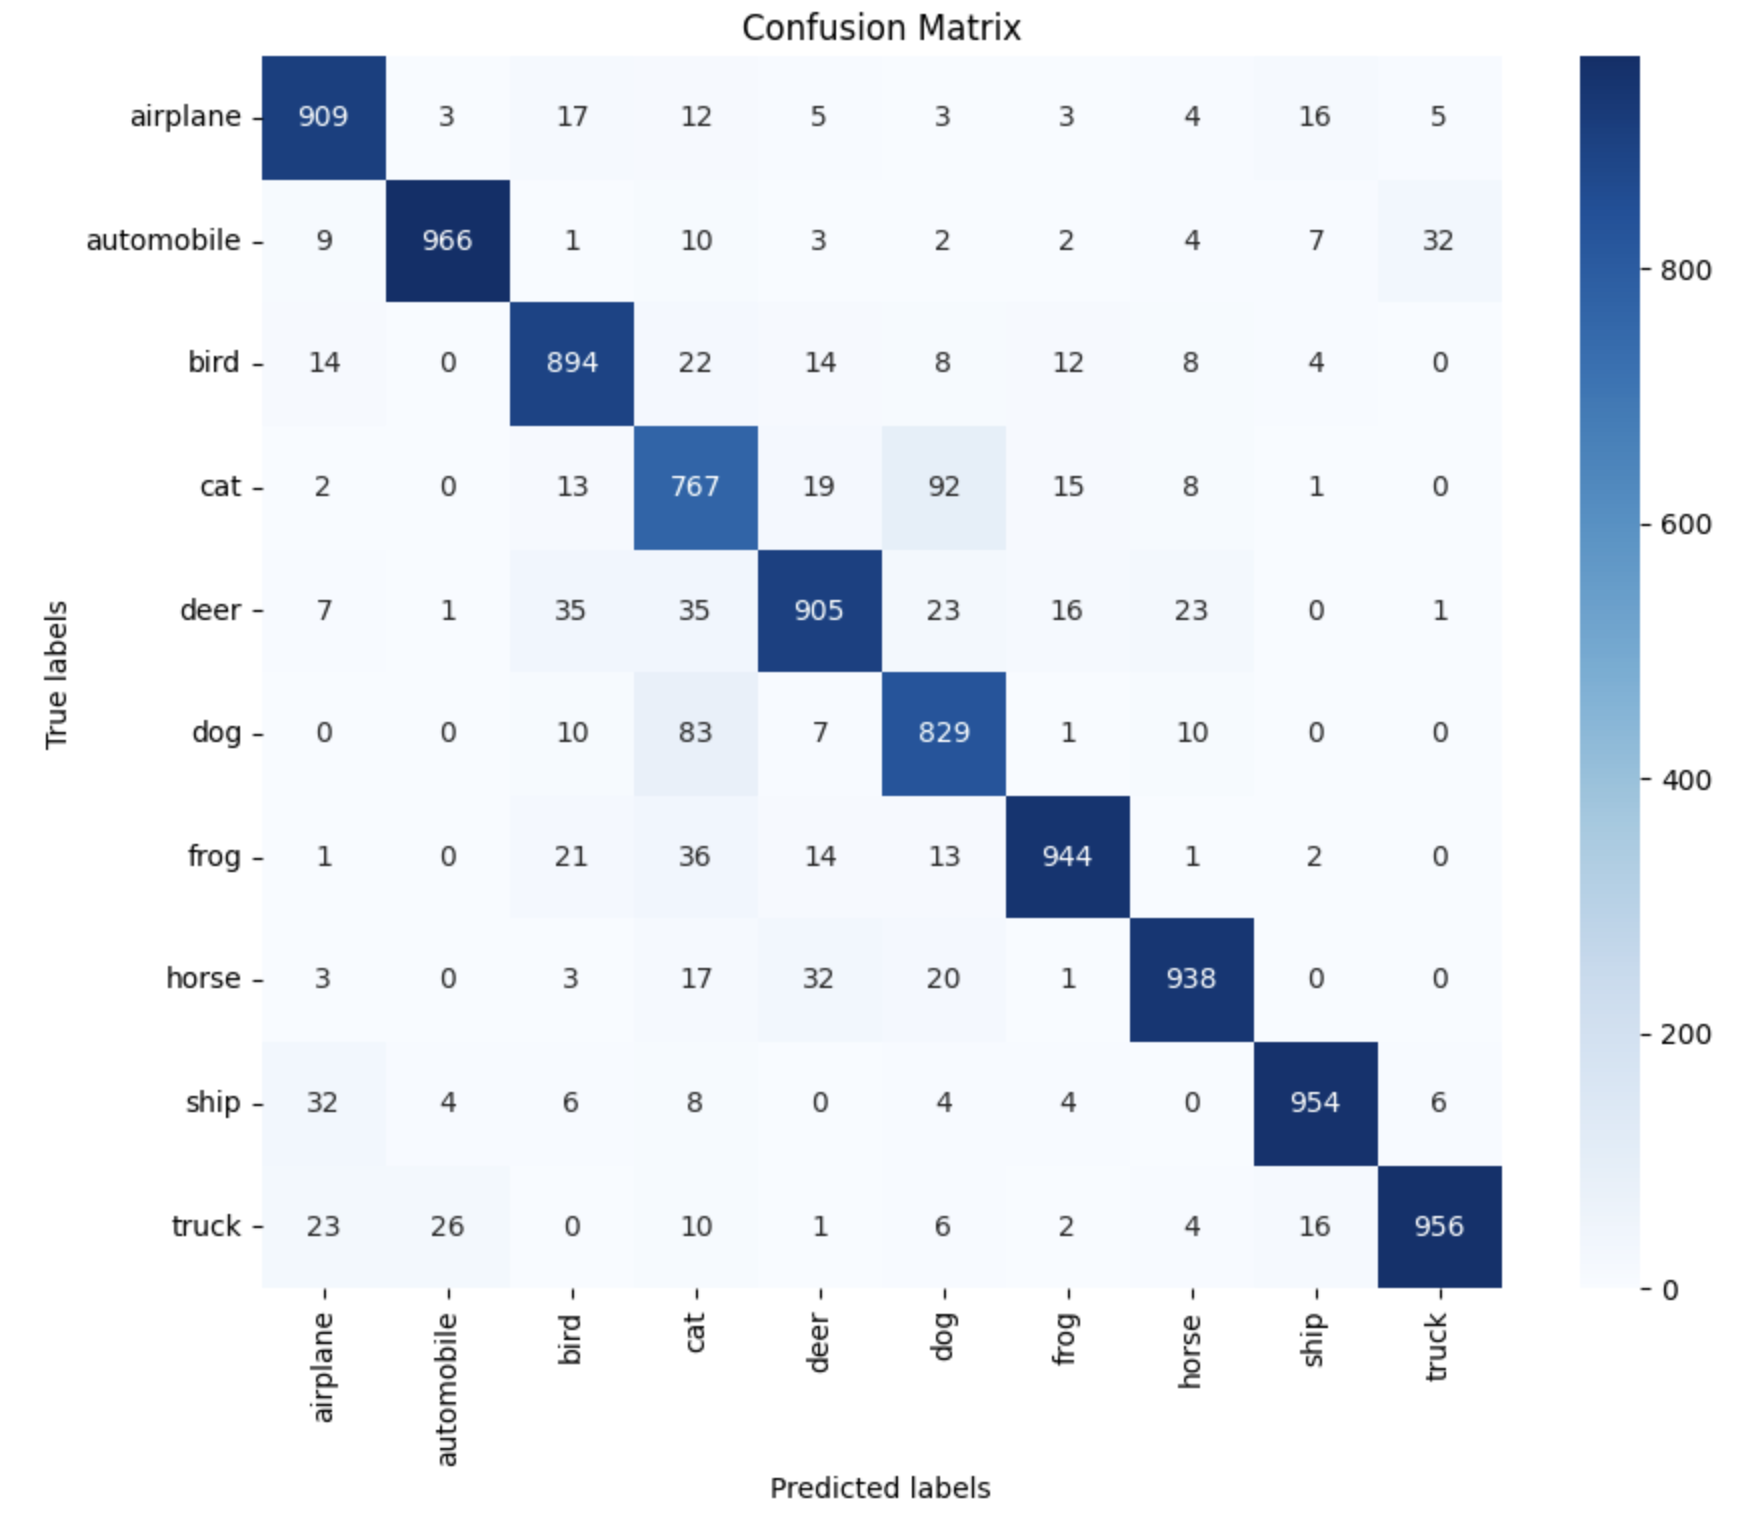 Confusion Matrix
airplane 909 3 17 12 5 3 3 4 16 5
automobile 9 966 1 10 3 2 2 4 7 32
bird 14 0 894 22 14 8 12 8 4 0
cat 2 0 13 767 19 92 15 8 1 0
deer 7 1 35 35 905 23 16 23 0 1
dog 0 0 10 83 7 829 1 10 0 0
frog 1 0 21 36 14 13 944 1 2 0
horse 3 0 3 17 32 20 1 938 0 0
ship 32 4 6 8 0 4 4 0 954 6
truck 23 26 0 10 1 6 2 4 16 956
True labels
airplane automobile bird cat deer dog frog horse ship truck
Predicted labels
800
600
400
200
0